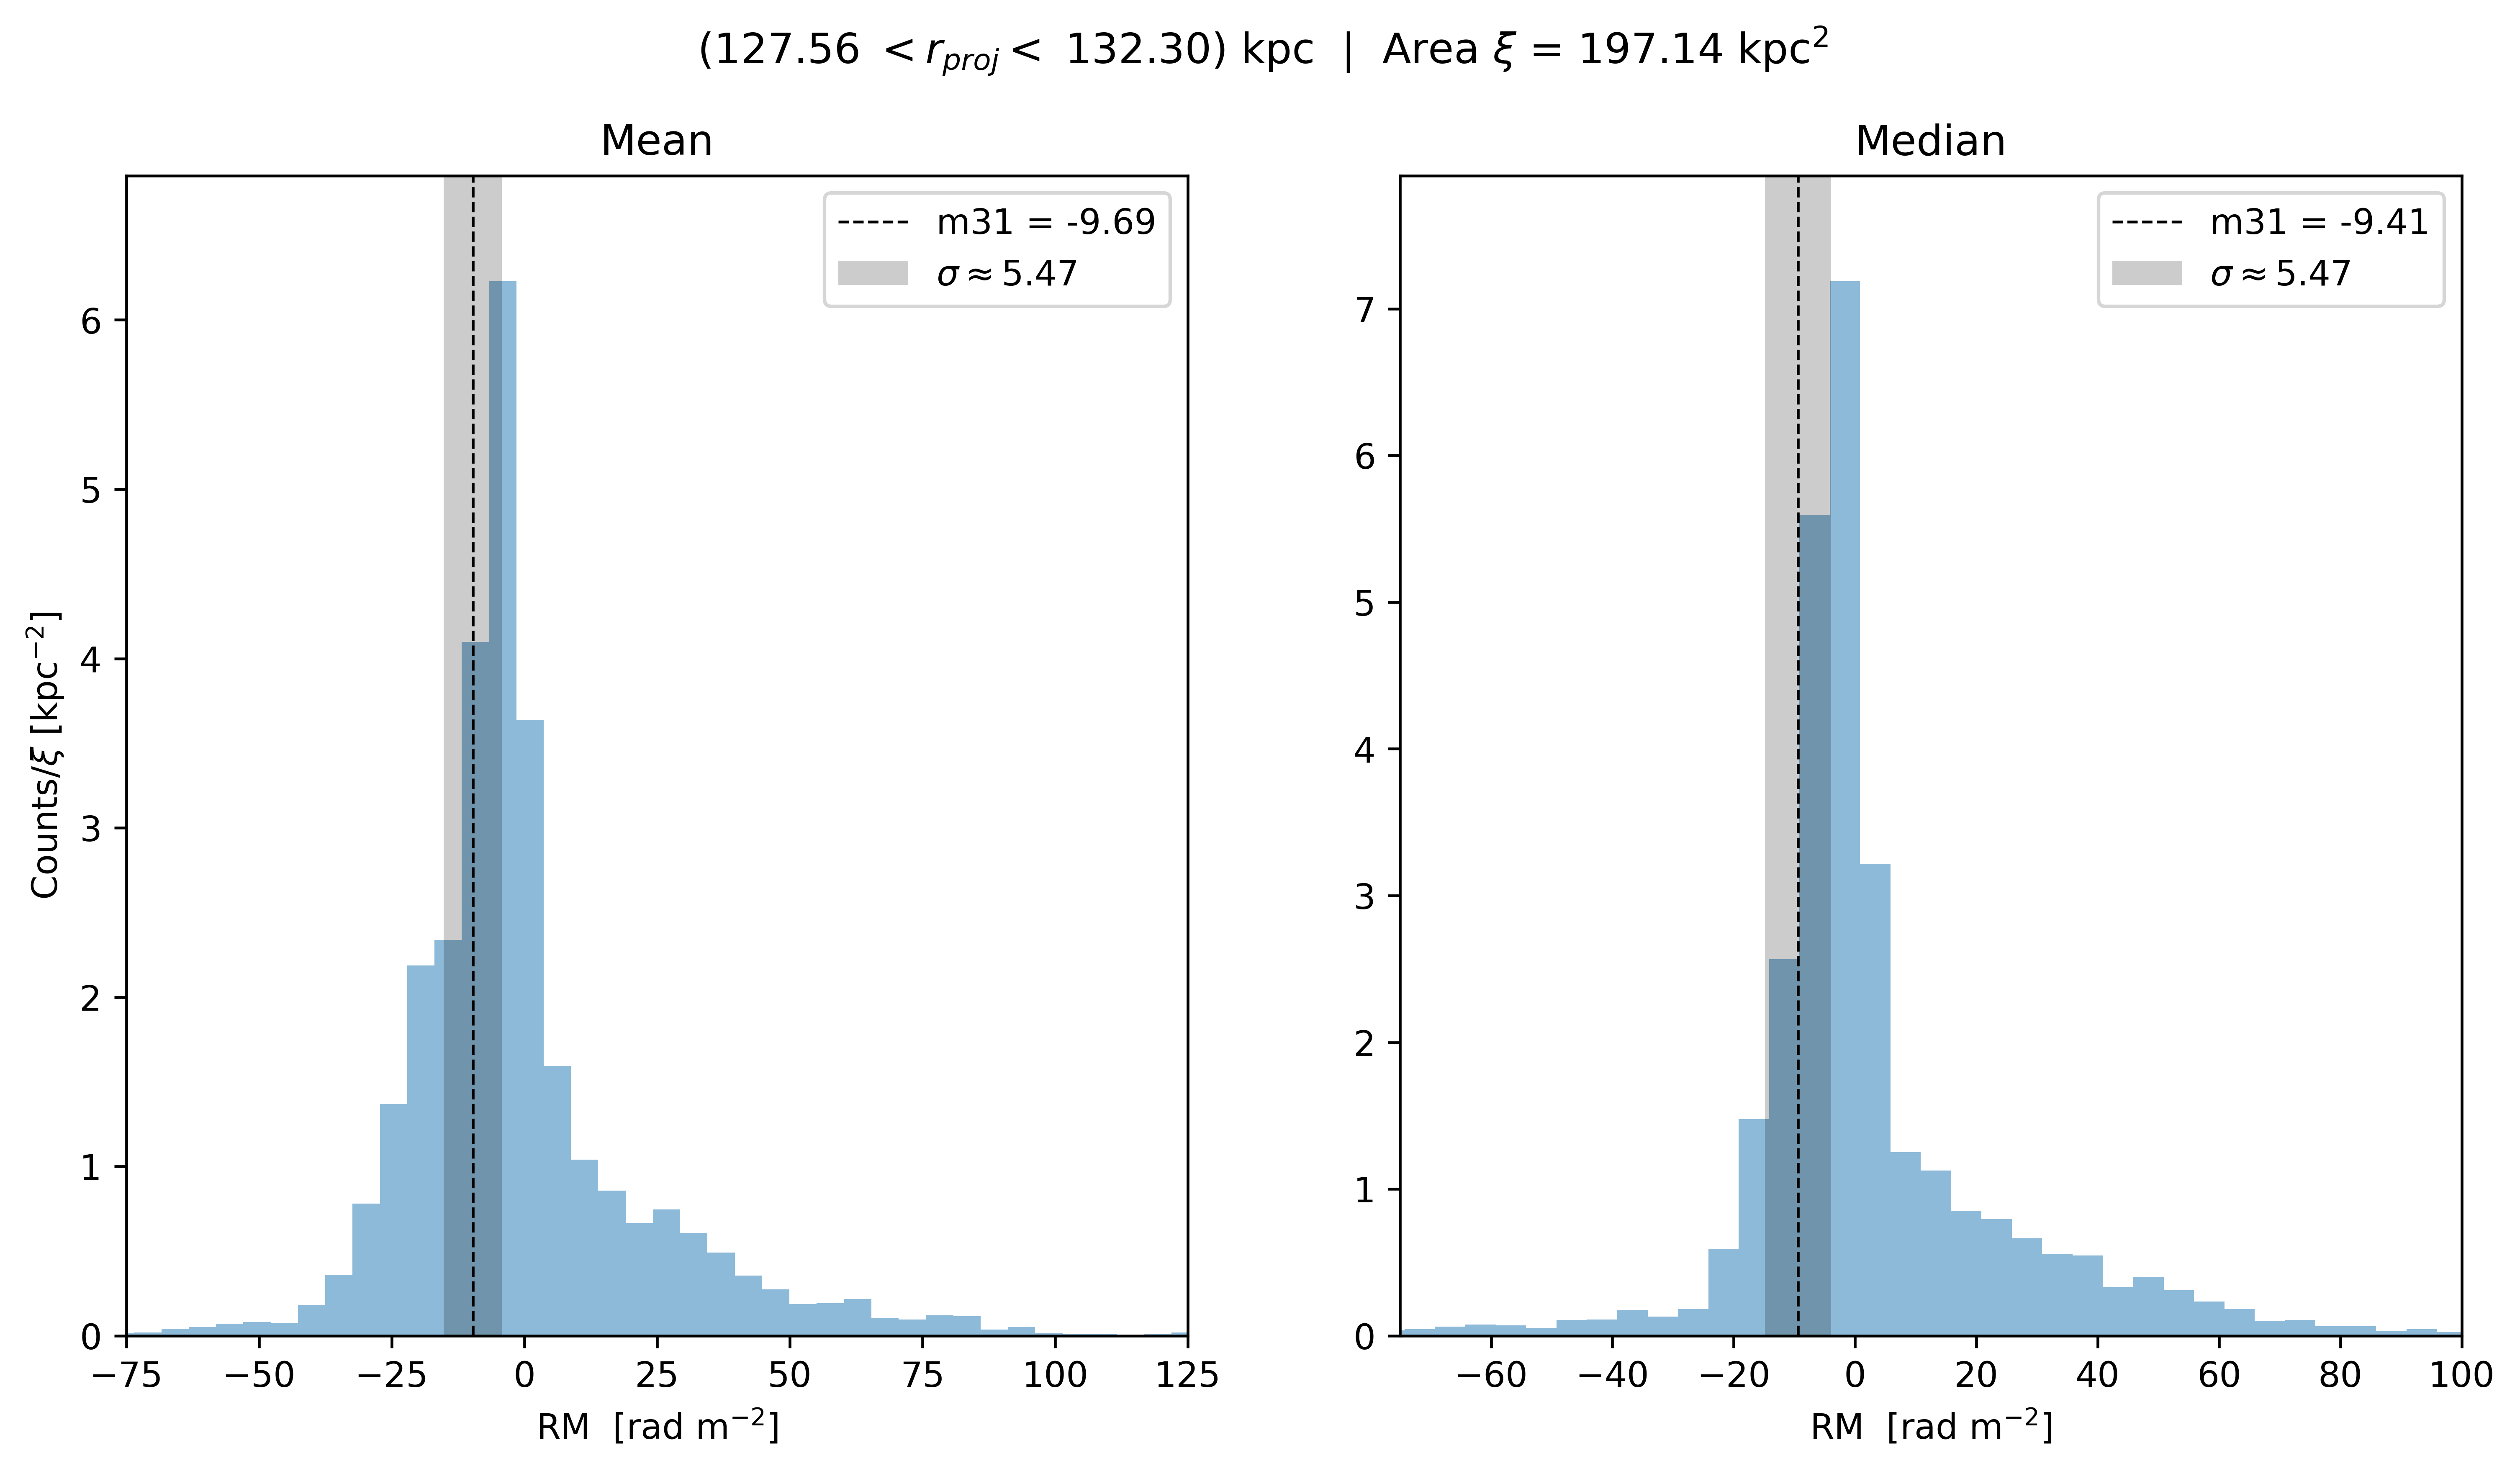 (127.56 < r_proj < 132.30) kpc | Area ξ = 197.14 kpc²
Mean
m31 = -9.69
σ ≈ 5.47
Counts/ξ [kpc⁻²]
6
5
4
3
2
1
0
−75 −50 −25 0 25 50 75 100 125
RM [rad m⁻²]
Median
m31 = -9.41
σ ≈ 5.47
7
6
5
4
3
2
1
0
−60 −40 −20 0 20 40 60 80 100
RM [rad m⁻²]